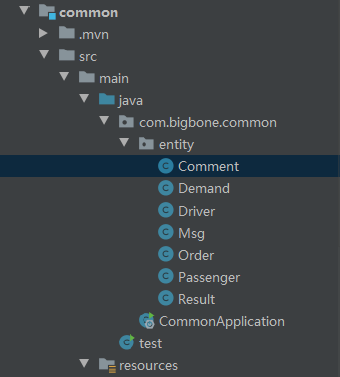 common
.mvn
src
main
java
com.bigbone.common
entity
Comment
Demand
Driver
Msg
Order
Passenger
Result
CommonApplication
test
resources